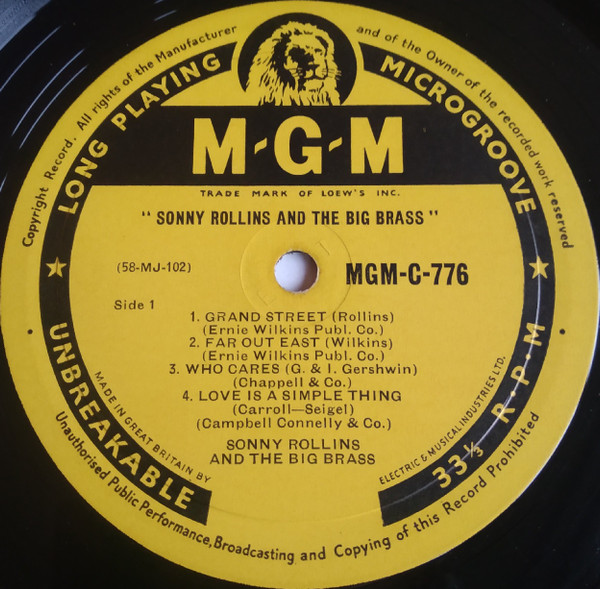 Copyright Record. All rights of the Manufacturer and of the Owner of the recorded work reserved
LONG PLAYING MICROGROOVE
M-G-M
TRADE MARK OF LOEW'S INC.
"SONNY ROLLINS AND THE BIG BRASS"
(58-MJ-102)
MGM-C-776
Side 1
1. GRAND STREET (Rollins)
(Ernie Wilkins Publ. Co.)
2. FAR OUT EAST (Wilkins)
(Ernie Wilkins Publ. Co.)
3. WHO CARES (G. & I. Gershwin)
(Chappell & Co.)
4. LOVE IS A SIMPLE THING
(Carroll—Seigel)
(Campbell Connelly & Co.)
SONNY ROLLINS
AND THE BIG BRASS
MADE IN GREAT BRITAIN BY ELECTRIC & MUSICAL INDUSTRIES LTD.
UNBREAKABLE
33⅓ R·P·M
Unauthorised Public Performance, Broadcasting and Copying of this Record Prohibited